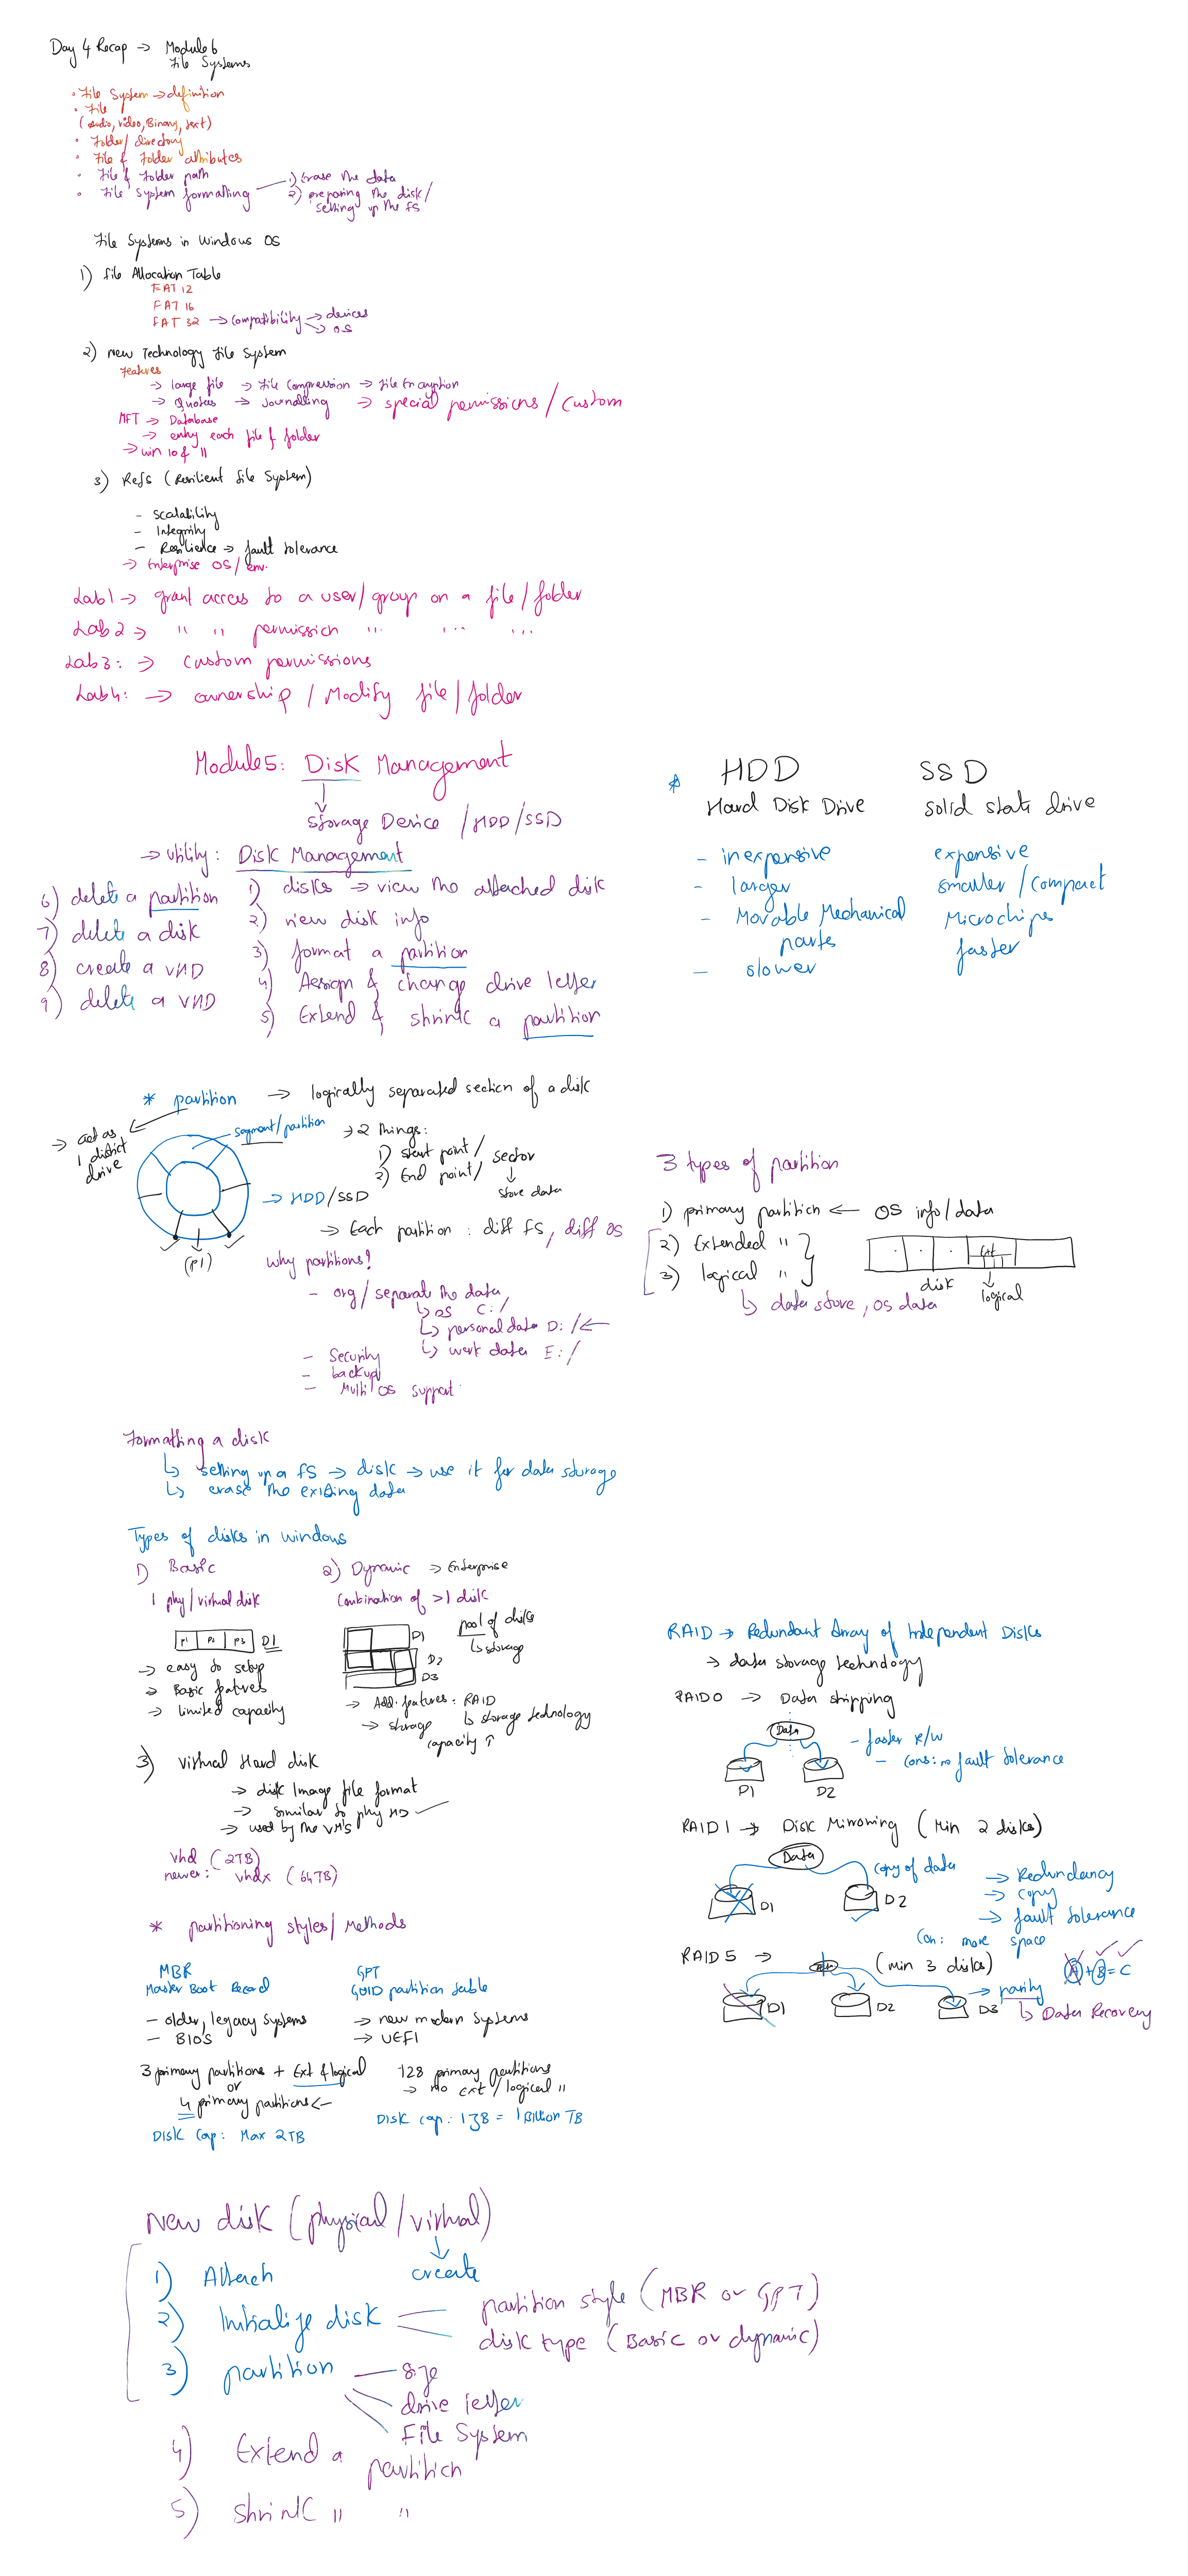 Day 4 Recap → Module 6
File Systems
• File System → definition
• File
(audio, video, Binary, text)
• Folder/directory
• File & Folder attributes
• File & Folder path
• File System formatting
1) Erase the data
2) preparing the disk/
setting up the FS
File Systems in Windows OS
1) File Allocation Table
FAT 12
FAT 16
FAT 32 → compatibility → devices
→ OS
2) New Technology File System
Features
→ large file → File Compression → File Encryption
→ Quotas → Journalling → special permissions/custom
MFT → Database
→ entry each file & folder
→ win 10 & 11
3) Refs (Resilient File System)
- Scalability
- Integrity
- Resilience → fault tolerance
→ Enterprise OS/env.
Lab1 → grant access to a user/group on a file/folder
Lab 2 → " " permission " " "
Lab 3: → custom permissions
Lab4: → ownership / Modify file/folder
Module 5: Disk Management
Storage Device /HDD/SSD
→ utility: Disk Management
1) disks → view the attached disk
2) view disk info
3) format a partition
4) Assign & change drive letter
5) Extend & shrink a partition
6) delete a partition
7) delete a disk
8) create a VHD
9) delete a VHD
* HDD SSD
Hard Disk Drive solid state drive
- inexpensive expensive
- larger smaller/compact
- Movable Mechanical Microchips
parts
- slower faster
* partition → logically separated section of a disk
→ act as
1 distict
drive
segment/partition
→ 2 things:
1) start point/ sector
2) End point/
store data
→ HDD/SSD
(P1)
→ Each partition : diff FS, diff OS
why partitions?
- org/separate the data
↳ OS C:/
↳ personal data D:/ ←
↳ work data E:/
- Security
- backup
- Multi OS support
3 types of partition
1) primary partition ← OS info/data
2) Extended "
3) logical "
↳ data store, OS data
Ext
disk
logical
Formatting a disk
↳ setting up a FS → disk → use it for data storage
↳ erase the existing data
Types of disks in windows
1) Basic
1 phy/virtual disk
P1 P2 P3 D1
→ easy to setup
→ Basic featues
→ limited capacity
2) Dynamic → Enterprise
Combination of >1 disk
D1
D2
D3
pool of disks
↳ storage
→ Add. features: RAID
↳ storage technology
→ storage
capacity ↑
3) Virtual Hard disk
→ disk Image file format
→ similar to phy HD
→ used by the VM's
vhd (2TB)
newer: vhdx (64TB)
RAID → Redundant Array of Independent Disks
→ data storage technology
RAID 0 → Data stripping
Data
- faster R/W
- cons: no fault tolerance
D1 D2
RAID 1 → Disk Mirroring (Min 2 disks)
Data
copy of data
D1 D2
→ Redundancy
→ copy
→ fault tolerance
Con: more space
RAID 5 → (min 3 disks)
A + B = C
D1 D2 D3
→ parity
↳ Data Recovery
* partitioning styles/Methods
MBR
Master Boot Record
- older, legacy systems
- BIOS
3 primary partitions + Ext & logical
or
4 primary partitions ←
Disk Cap: Max 2TB
GPT
GUID partition table
→ new modern systems
→ UEFI
128 primary partitions
→ no ext/logical "
Disk cap: 1ZB = 1 Billion TB
New disk (physical/virtual)
create
1) Attach
2) Initialize disk
partition style (MBR or GPT)
disk type (Basic or dynamic)
3) partition
size
drive letter
File System
4) Extend a partition
5) shrink " "